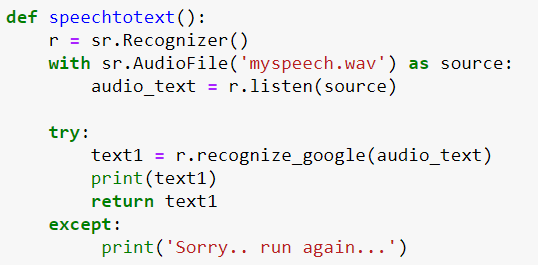 def speechtotext():
    r = sr.Recognizer()
    with sr.AudioFile('myspeech.wav') as source:
        audio_text = r.listen(source)

    try:
        text1 = r.recognize_google(audio_text)
        print(text1)
        return text1
    except:
         print('Sorry.. run again...')